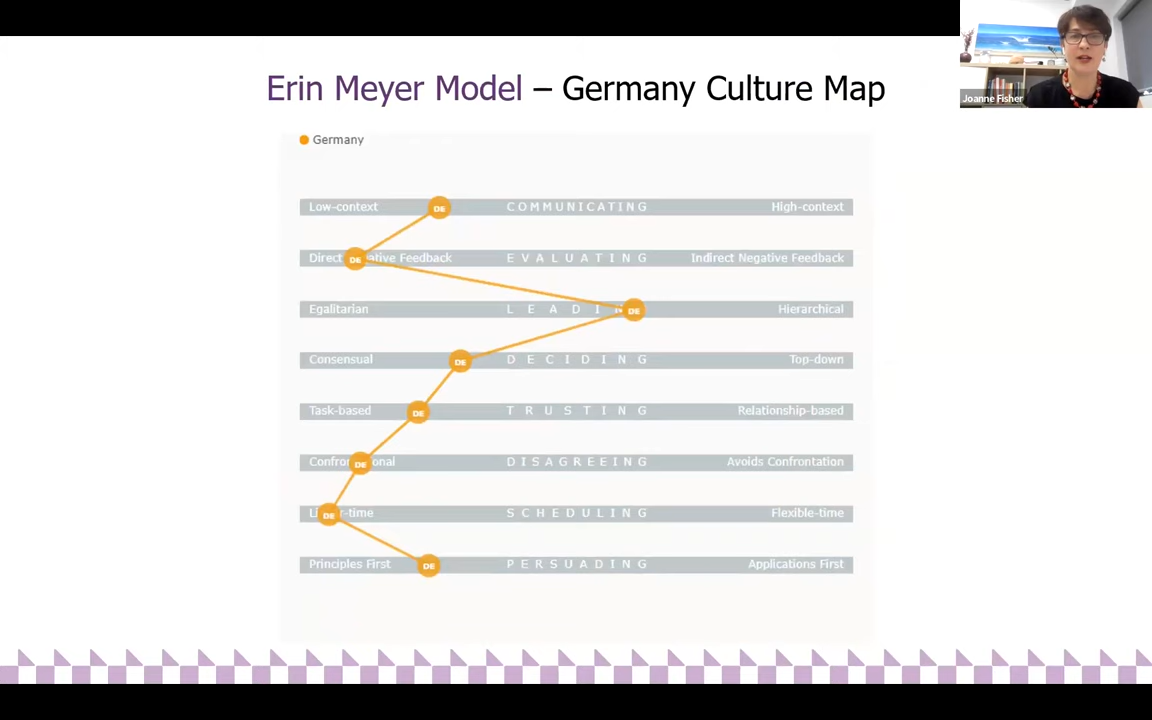 Joanne Fisher
Erin Meyer Model – Germany Culture Map
Germany
Low-context DE COMMUNICATING High-context
Direct DE ative Feedback EVALUATING Indirect Negative Feedback
Egalitarian LEADIN DE Hierarchical
Consensual DE DECIDING Top-down
Task-based DE TRUSTING Relationship-based
Confro DE onal DISAGREEING Avoids Confrontation
Li DE r-time SCHEDULING Flexible-time
Principles First DE PERSUADING Applications First